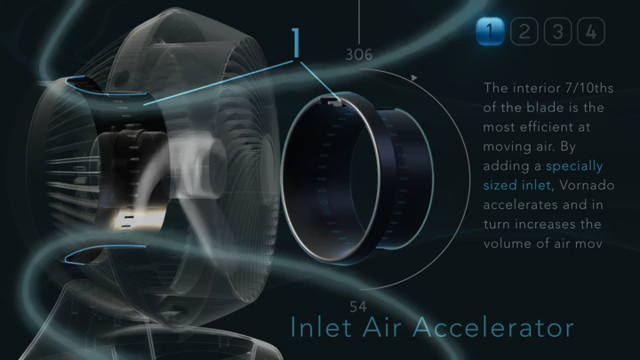 1
306
1 2 3 4
The interior 7/10ths
of the blade is the
most efficient at
moving air. By
adding a specially
sized inlet, Vornado
accelerates and in
turn increases the
volume of air mov
54
Inlet Air Accelerator